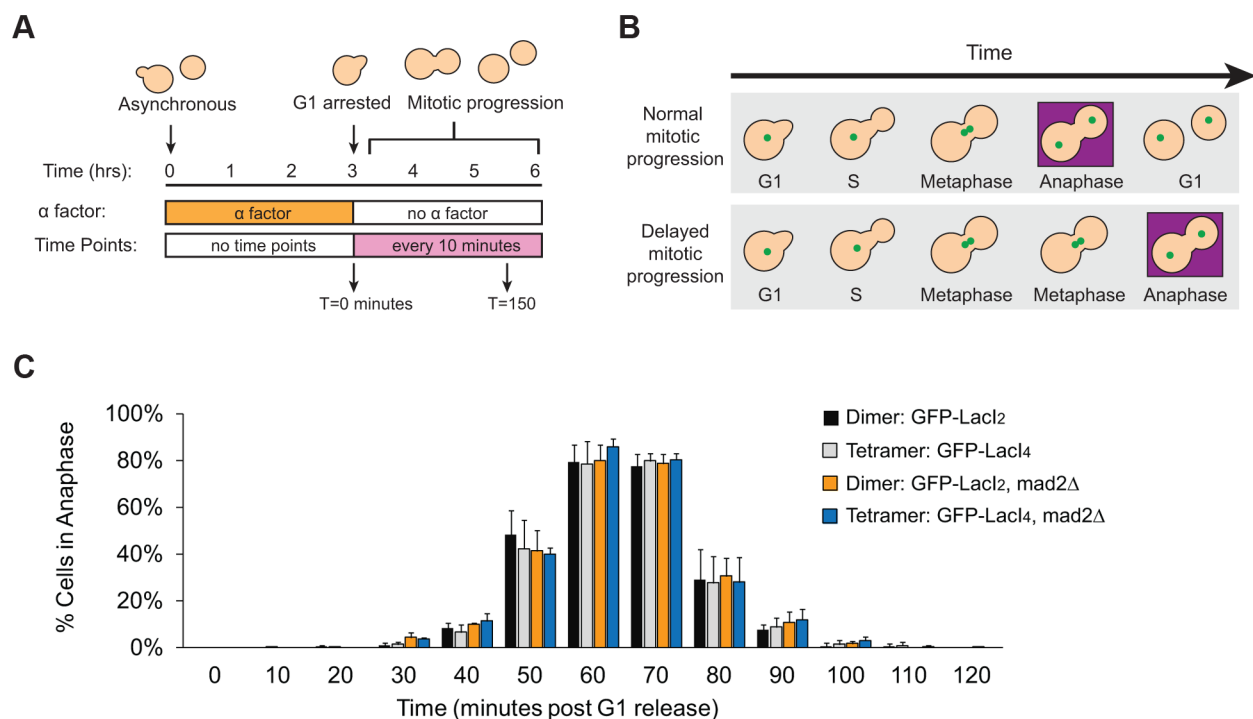 A
Asynchronous
G1 arrested
Mitotic progression
Time (hrs):
0 1 2 3 4 5 6
α factor:
α factor
no α factor
Time Points:
no time points
every 10 minutes
T=0 minutes
T=150
B
Time
Normal
mitotic
progression
G1 S Metaphase Anaphase G1
Delayed
mitotic
progression
G1 S Metaphase Metaphase Anaphase
C
% Cells in Anaphase
100%
80%
60%
40%
20%
0%
0 10 20 30 40 50 60 70 80 90 100 110 120
Time (minutes post G1 release)
Dimer: GFP-LacI2
Tetramer: GFP-LacI4
Dimer: GFP-LacI2, mad2Δ
Tetramer: GFP-LacI4, mad2Δ